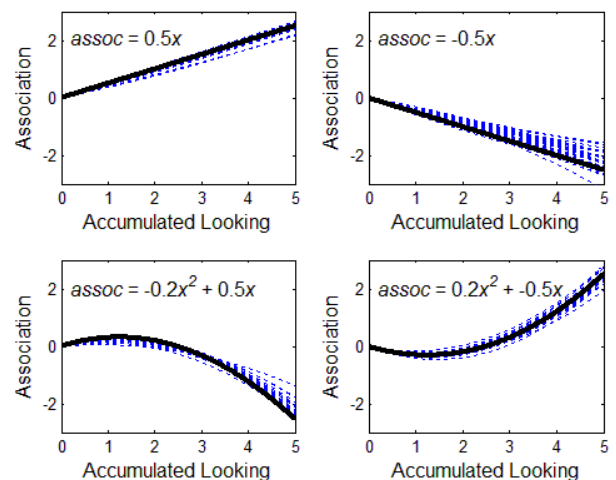 assoc = 0.5x
2
0
-2
Association
0 1 2 3 4 5
Accumulated Looking
assoc = -0.5x
2
0
-2
Association
0 1 2 3 4 5
Accumulated Looking
assoc = -0.2x² + 0.5x
2
0
-2
Association
0 1 2 3 4 5
Accumulated Looking
assoc = 0.2x² + -0.5x
2
0
-2
Association
0 1 2 3 4 5
Accumulated Looking